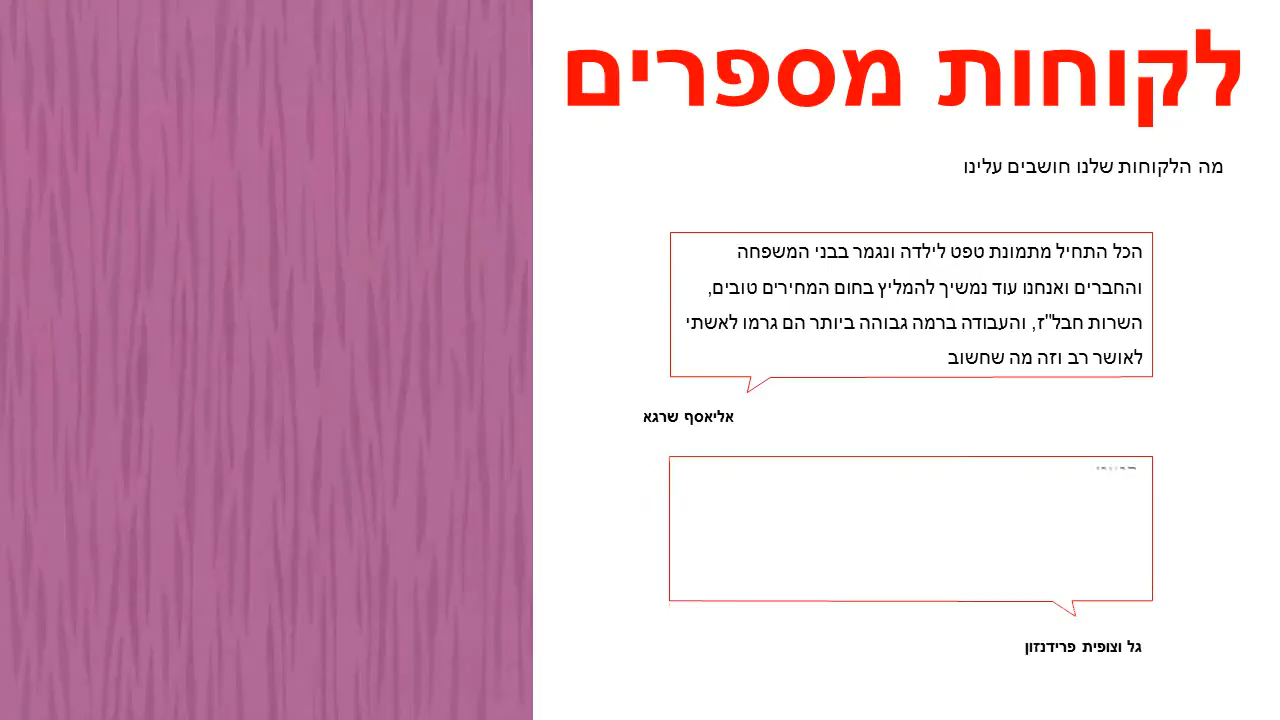 לקוחות מספרים
מה הלקוחות שלנו חושבים עלינו
הכל התחיל מתמונת טפט לילדה ונגמר בבני המשפחה
והחברים ואנחנו עוד נמשיך להמליץ בחום המחירים טובים,
השרות חבל"ז, והעבודה ברמה גבוהה ביותר הם גרמו לאשתי
לאושר רב וזה מה שחשוב
אליאסף שרגא
גל וצופית פרידנזון